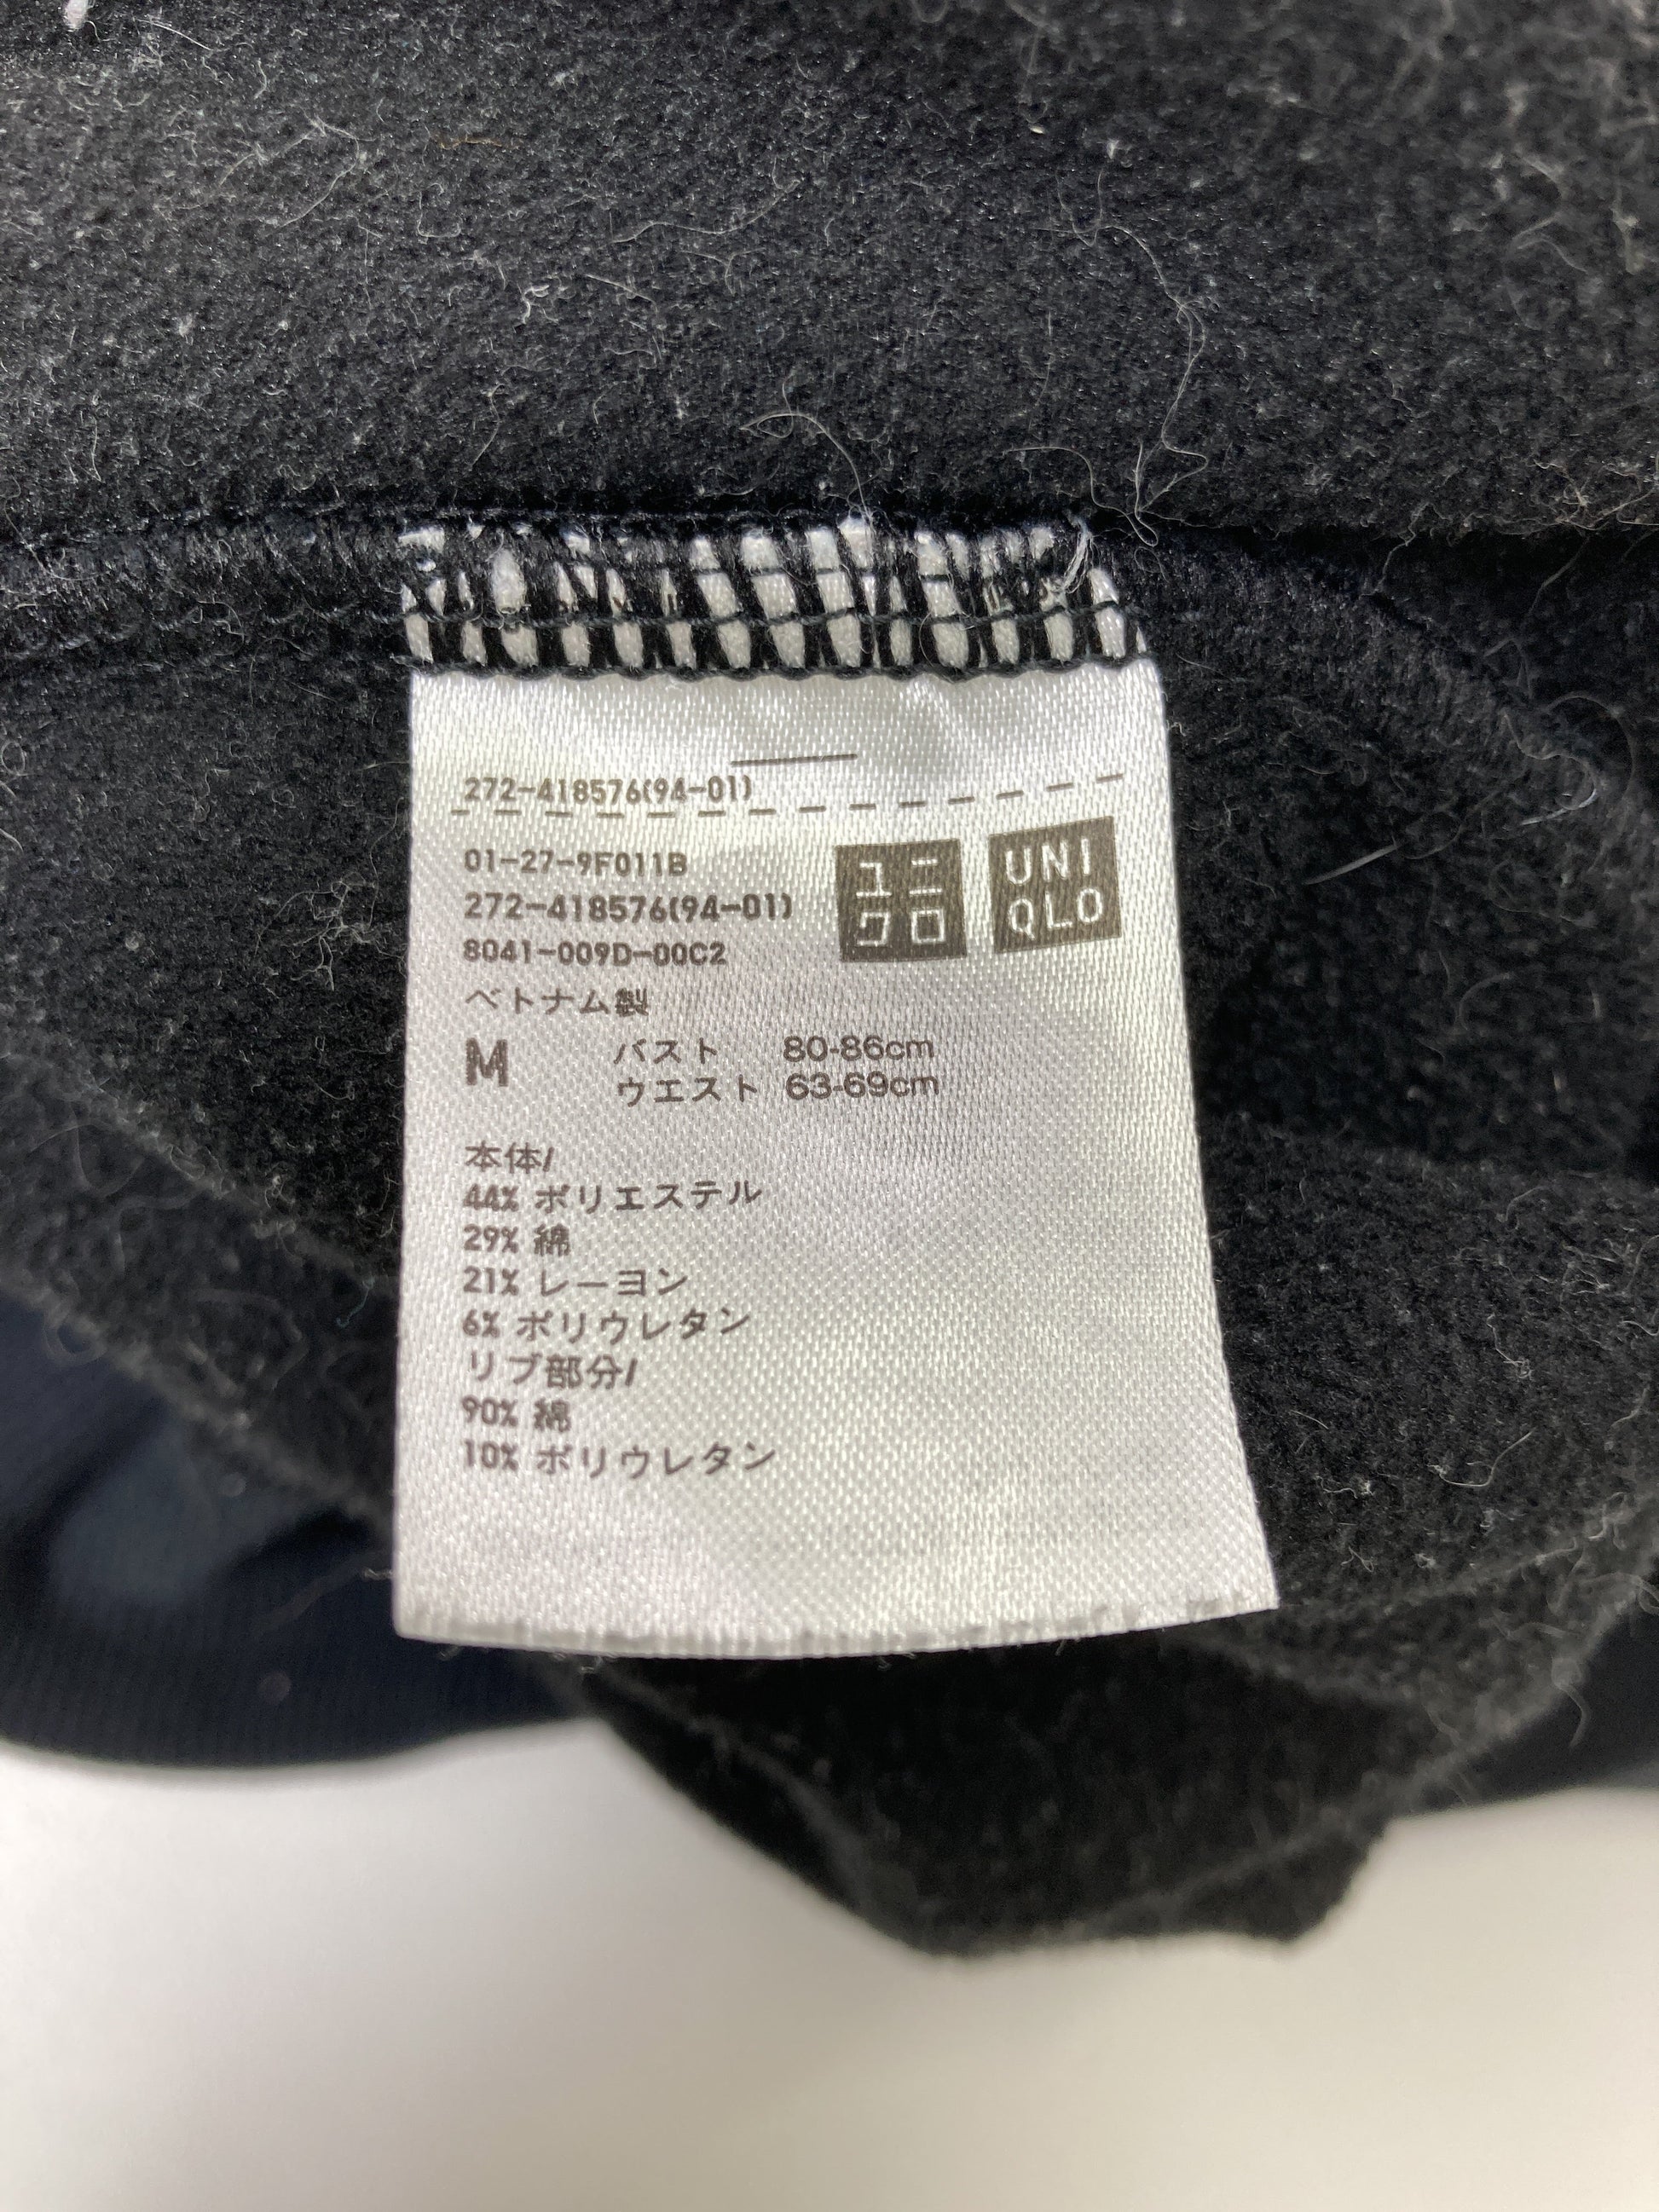 272-418576(94-01)
01-27-9F011B
272-418576(94-01)
8041-009D-00C2
ユニ
クロ
UNI
QLO
ベトナム製
M バスト 80-86cm
ウエスト 63-69cm
本体/
44% ポリエステル
29% 綿
21% レーヨン
6% ポリウレタン
リブ部分/
90% 綿
10% ポリウレタン